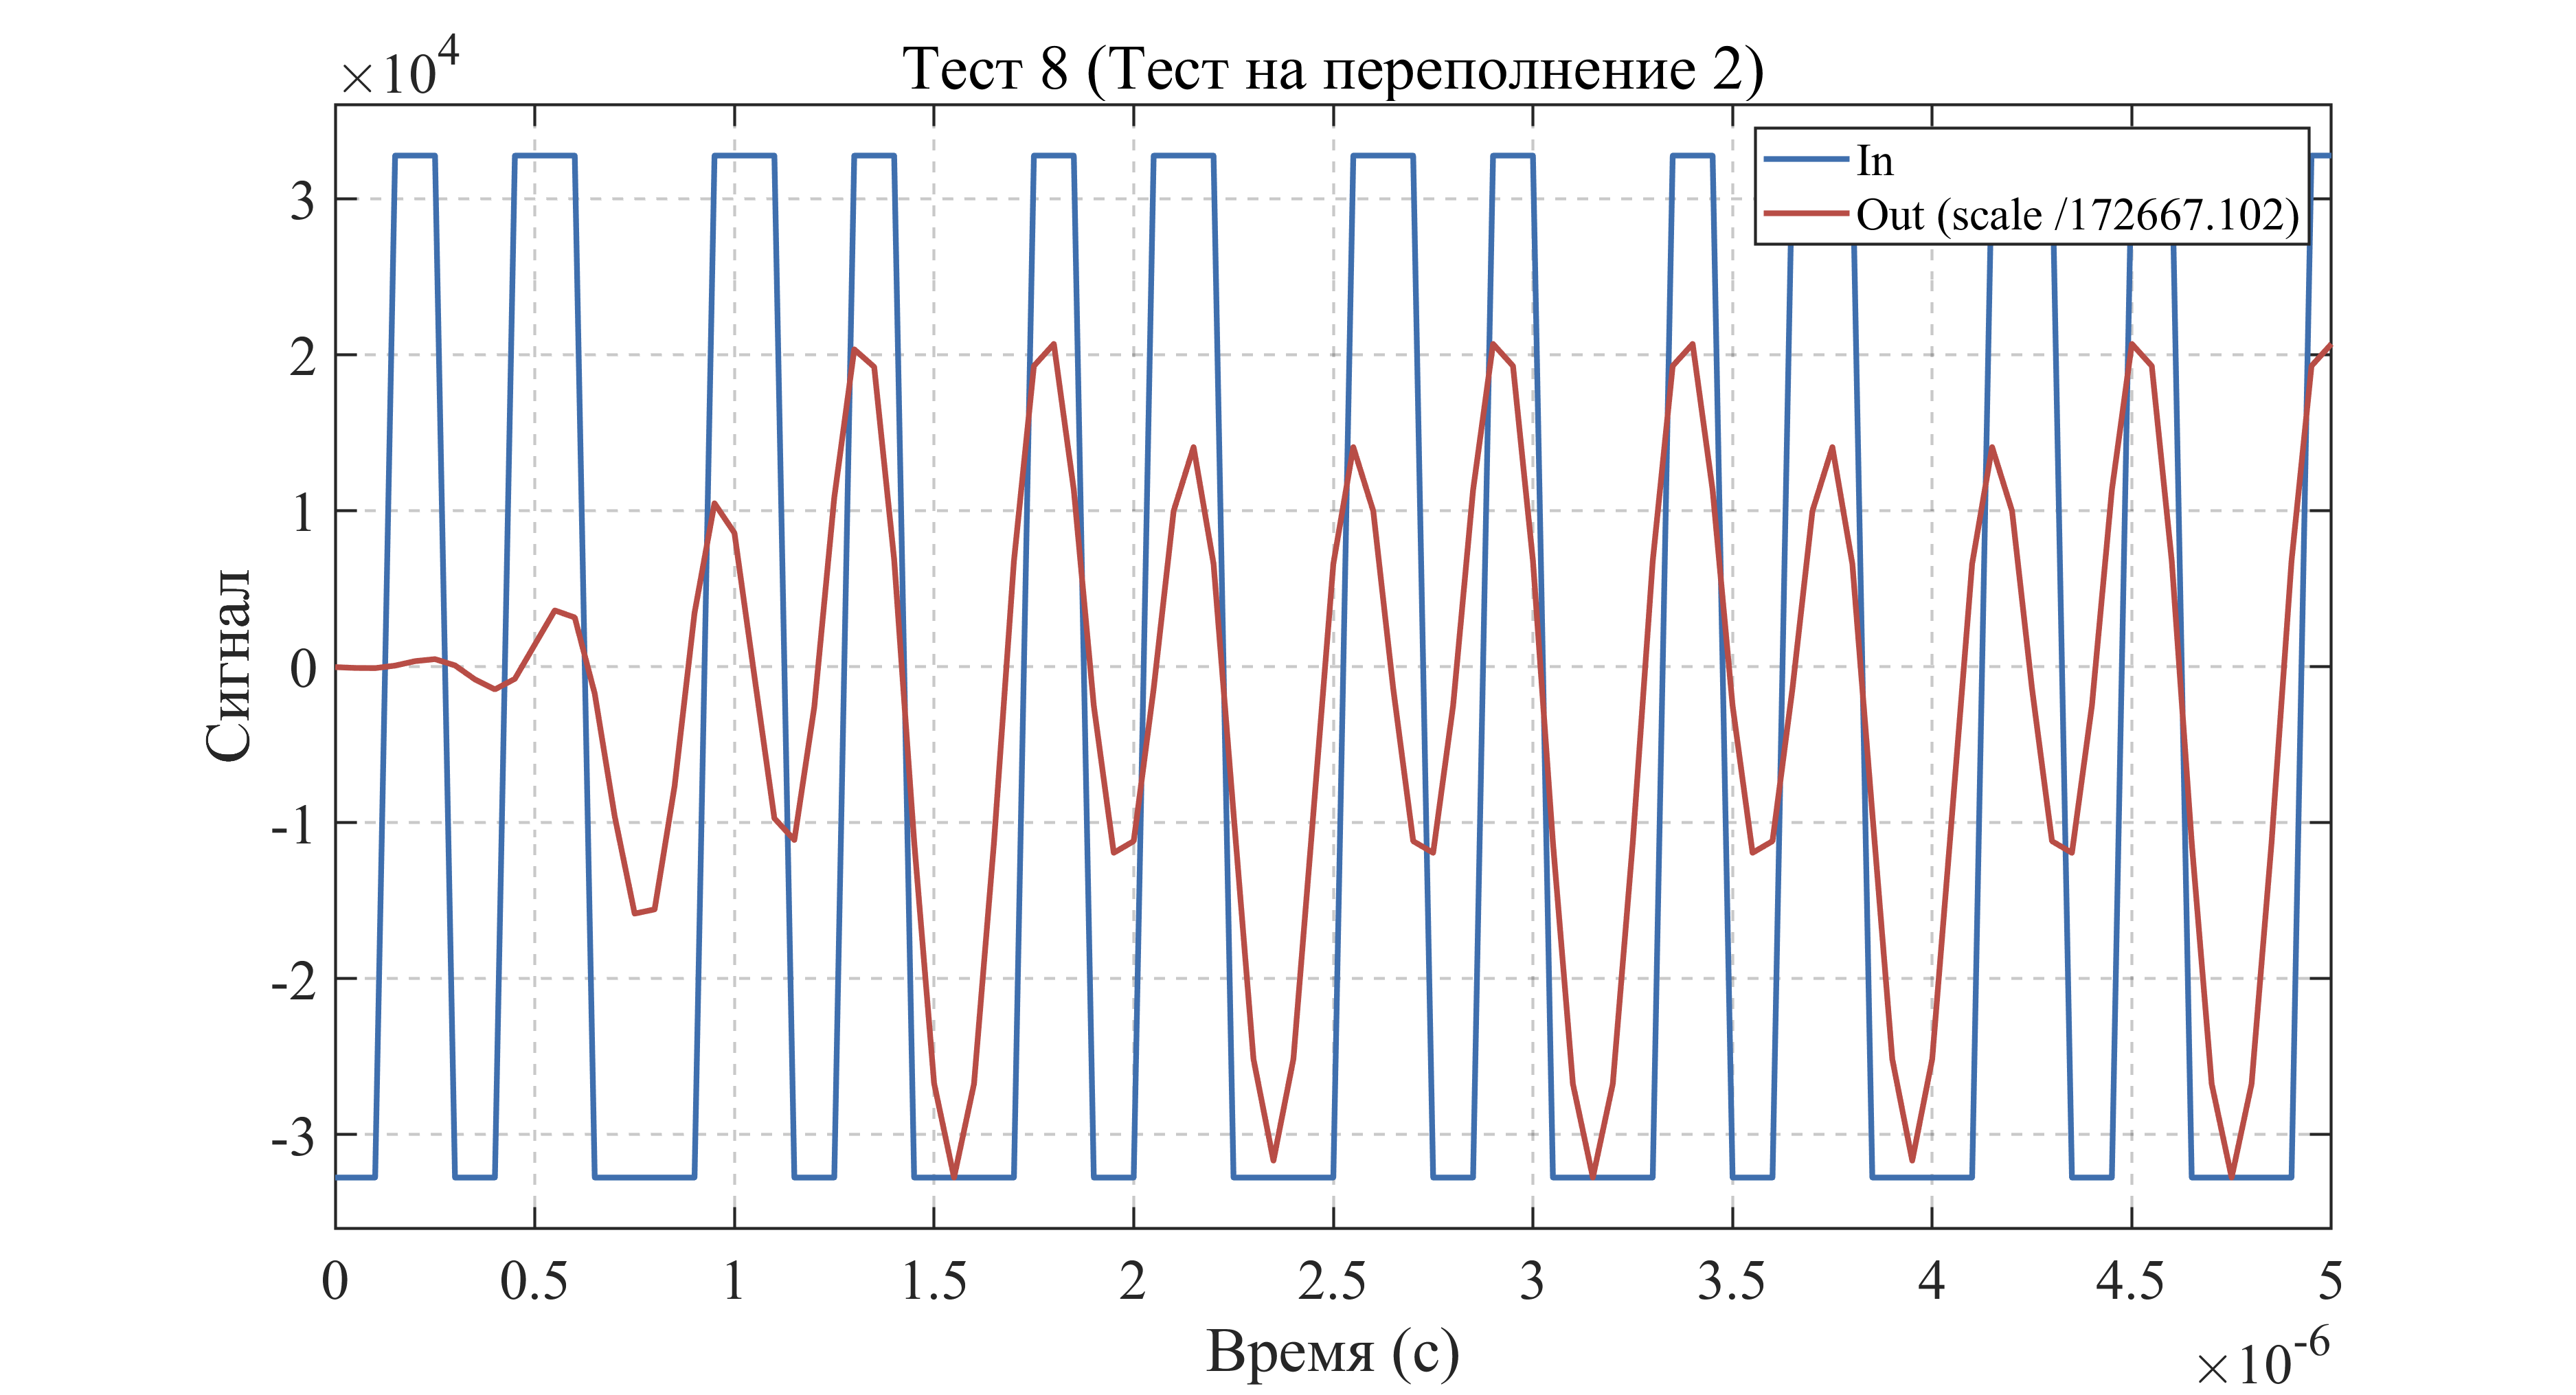 Тест 8 (Тест на переполнение 2)
×10^4
In
Out (scale /172667.102)
3
2
1
0
-1
-2
-3
Сигнал
0 0.5 1 1.5 2 2.5 3 3.5 4 4.5 5
Время (с)
×10^-6